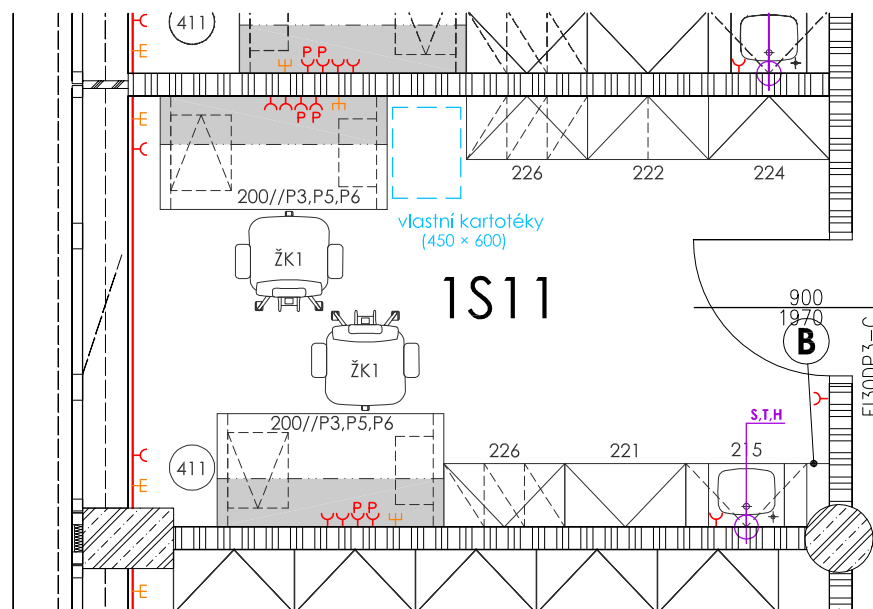 411
P P
P P
226
222
224
200//P3,P5,P6
vlastní kartotéky
(450 × 600)
ŽK1
1S11
900
1970
B
EI30DP3-C
ŽK1
200//P3,P5,P6
S,T,H
411
226
221
215
P P